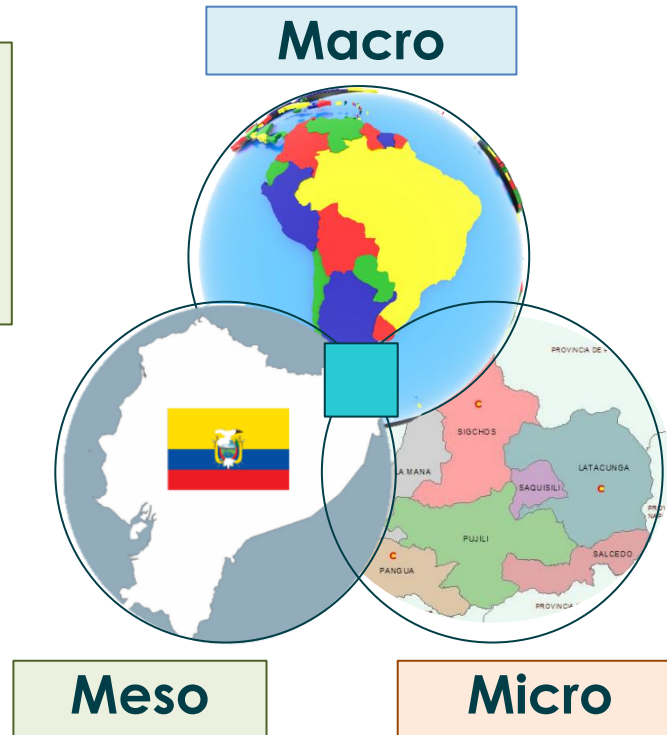 Macro
PROVINCIA DE
SIGCHOS
LA MANA
LATACUNGA
SAQUISILI
PUJILI
SALCEDO
PANGUA
PROVINCIA
Meso
Micro